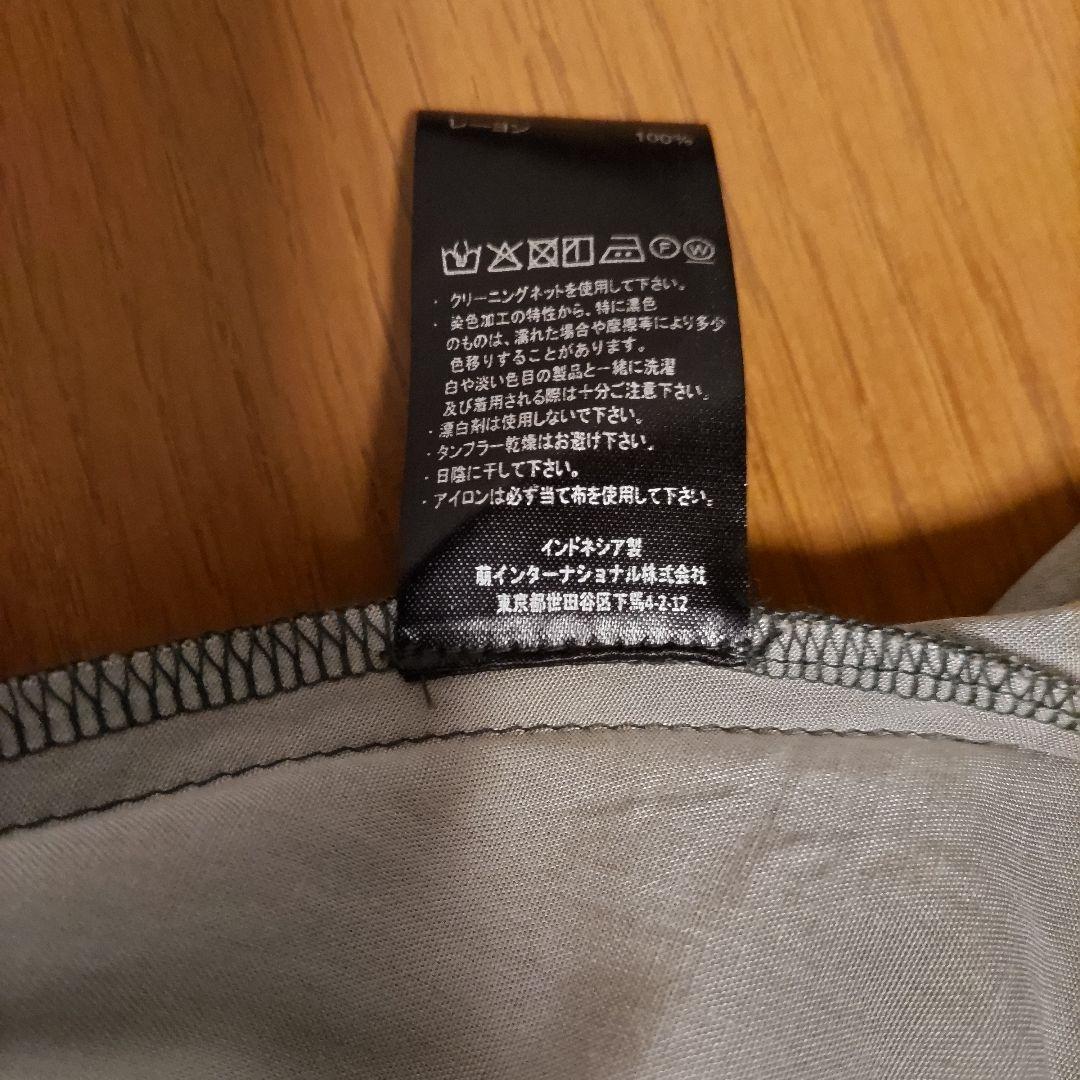 レーヨン 100%
F W
・クリーニングネットを使用して下さい。
・染色加工の特性から、特に濃色
のものは、濡れた場合や摩擦等により多少
色移りすることがあります。
白や淡い色目の製品と一緒に洗濯
及び着用される際は十分ご注意下さい。
・漂白剤は使用しないで下さい。
・タンブラー乾燥はお避け下さい。
・日陰に干して下さい。
・アイロンは必ず当て布を使用して下さい。
インドネシア製
萌インターナショナル株式会社
東京都世田谷区下馬4-2-12